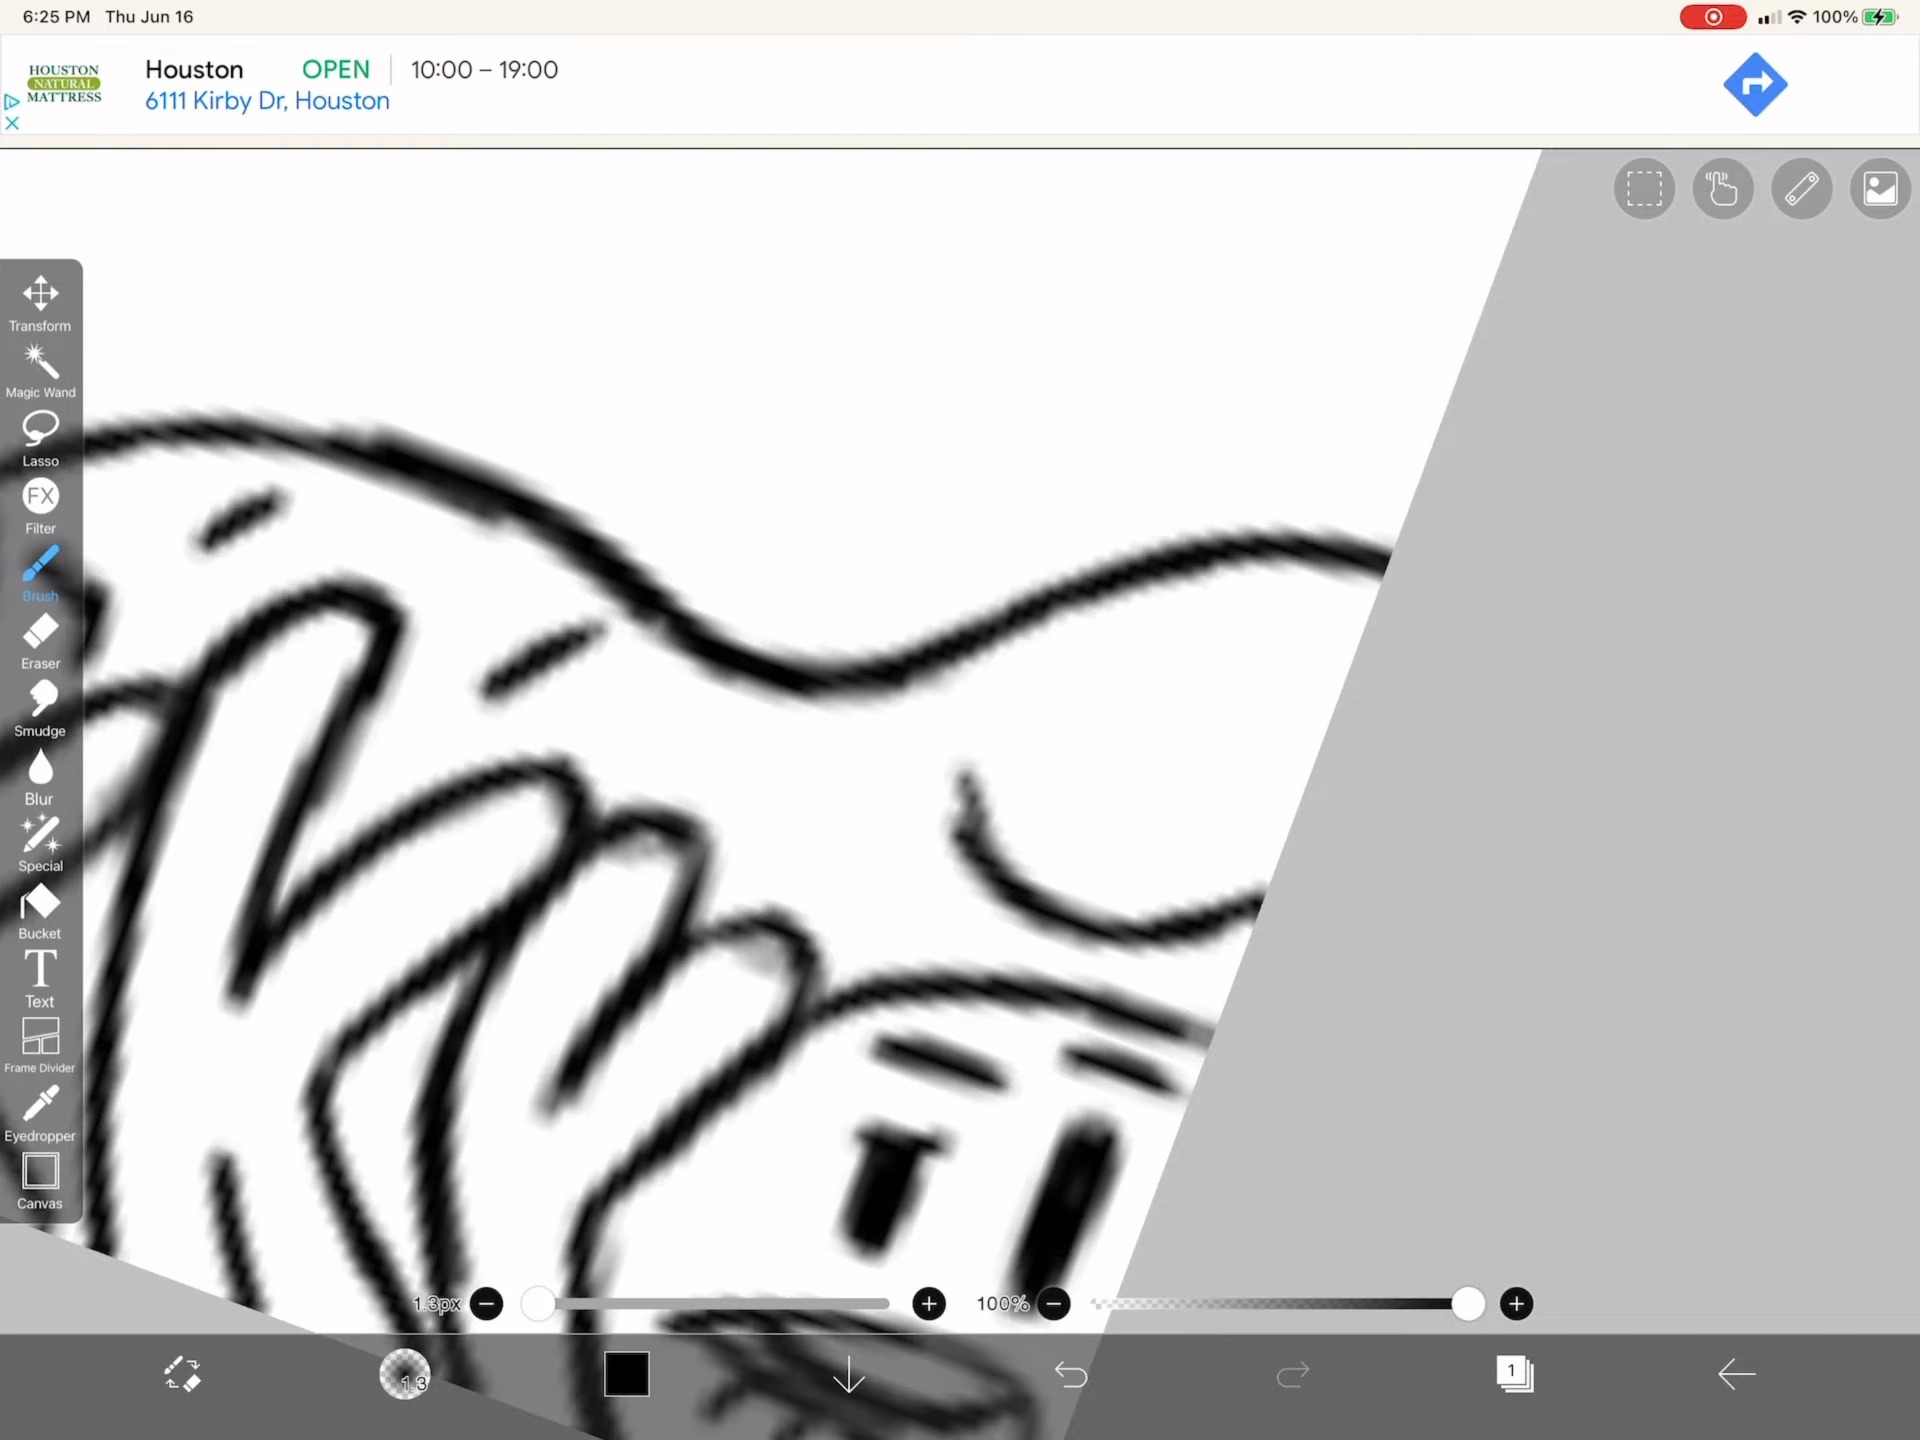 6:25 PM Thu Jun 16
100%
HOUSTON
NATURAL
MATTRESS
Houston OPEN 10:00 – 19:00
6111 Kirby Dr, Houston
Transform
Magic Wand
Lasso
FX
Filter
Brush
Eraser
Smudge
Blur
Special
Bucket
T
Text
Frame Divider
Eyedropper
Canvas
1.3px
100%
1.3
1